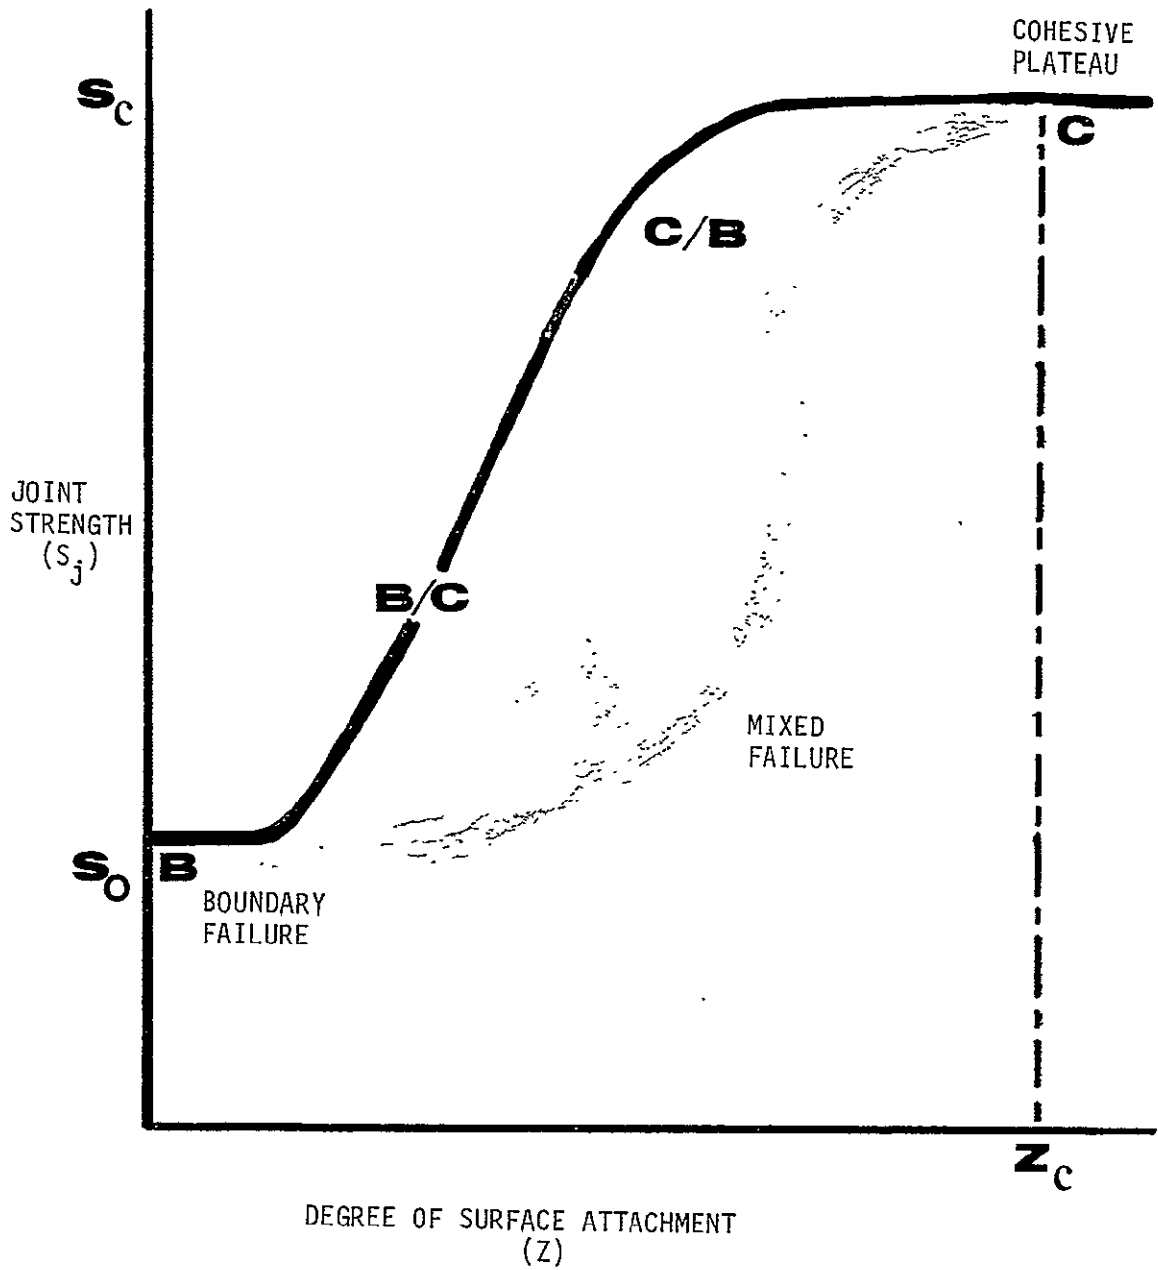 COHESIVE
PLATEAU
Sc
C
C/B
JOINT
STRENGTH
(Sj)
B/C
MIXED
FAILURE
So
B
BOUNDARY
FAILURE
Zc
DEGREE OF SURFACE ATTACHMENT
(Z)